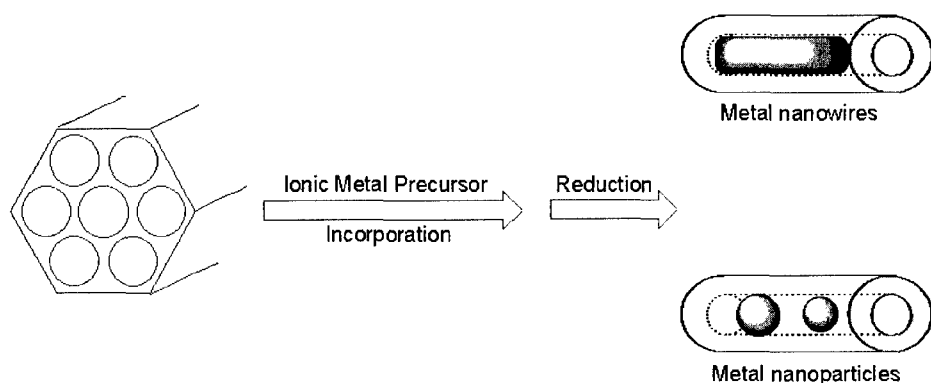 Metal nanowires
Ionic Metal Precursor
Incorporation
Reduction
Metal nanoparticles